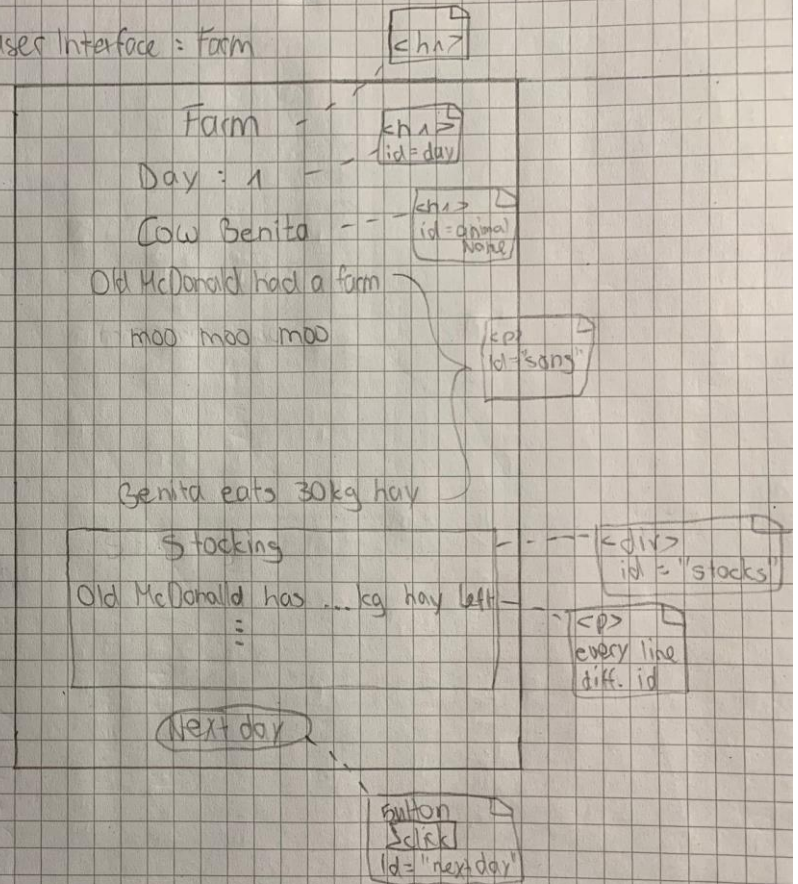 User Interface : Farm
<h1>
Farm
<h1>
id=day
Day : 1
<h1>
id=animal
Name
Cow Benita
Old McDonald had a farm
moo moo moo
<p>
id="song"
Benita eats 30kg hay
Stocking
<div>
id = "stocks"
Old McDonalld has ... kg hay left
<p>
every line
diff. id
Next day
Button
click
id="nextday"